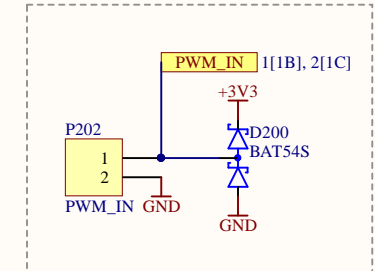 PWM_IN 1[1B], 2[1C]
+3V3
P202
D200
BAT54S
1
2
PWM_IN
GND
GND